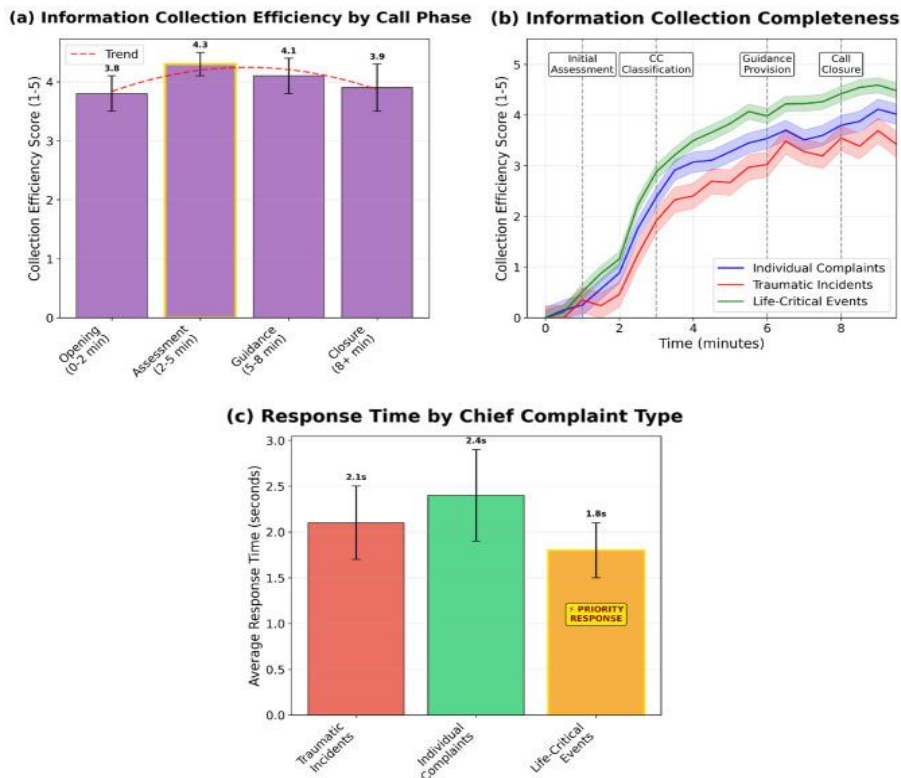 (a) Information Collection Efficiency by Call Phase
Collection Efficiency Score (1-5)
0
1
2
3
4
Trend
3.8
4.3
4.1
3.9
Opening
(0-2 min)
Assessment
(2-5 min)
Guidance
(5-8 min)
Closure
(8+ min)
(b) Information Collection Completeness
Collection Efficiency Score (1-5)
5
4
3
2
1
0
Initial
Assessment
CC
Classification
Guidance
Provision
Call
Closure
Individual Complaints
Traumatic Incidents
Life-Critical Events
0
2
4
6
8
Time (minutes)
(c) Response Time by Chief Complaint Type
Average Response Time (seconds)
3.0
2.5
2.0
1.5
1.0
0.5
0.0
2.1s
2.4s
1.8s
⚡ PRIORITY
RESPONSE
Traumatic
Incidents
Individual
Complaints
Life-Critical
Events